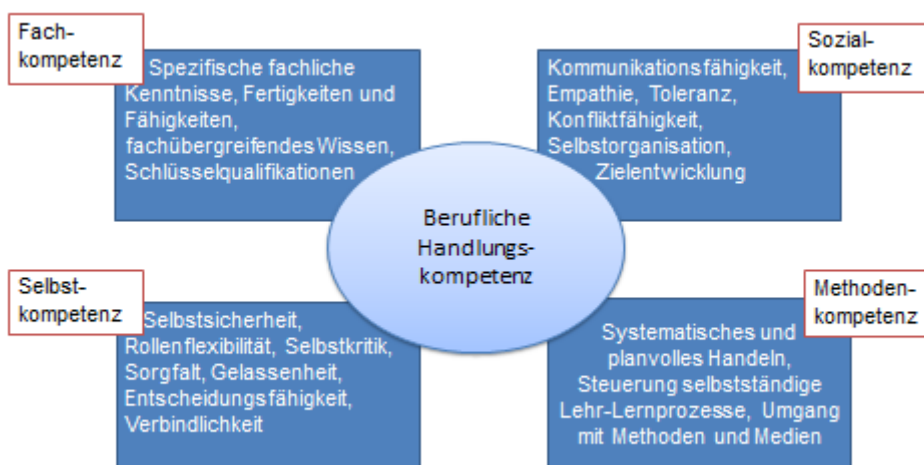 Fach-
kompetenz
Spezifische fachliche
Kenntnisse, Fertigkeiten und
Fähigkeiten,
fachübergreifendes Wissen,
Schlüsselqualifikationen
Sozial-
kompetenz
Kommunikationsfähigkeit,
Empathie, Toleranz,
Konfliktfähigkeit,
Selbstorganisation,
Zielentwicklung
Berufliche
Handlungs-
kompetenz
Selbst-
kompetenz
Selbstsicherheit,
Rollenflexibilität, Selbstkritik,
Sorgfalt, Gelassenheit,
Entscheidungsfähigkeit,
Verbindlichkeit
Methoden-
kompetenz
Systematisches und
planvolles Handeln,
Steuerung selbstständige
Lehr-Lernprozesse, Umgang
mit Methoden und Medien